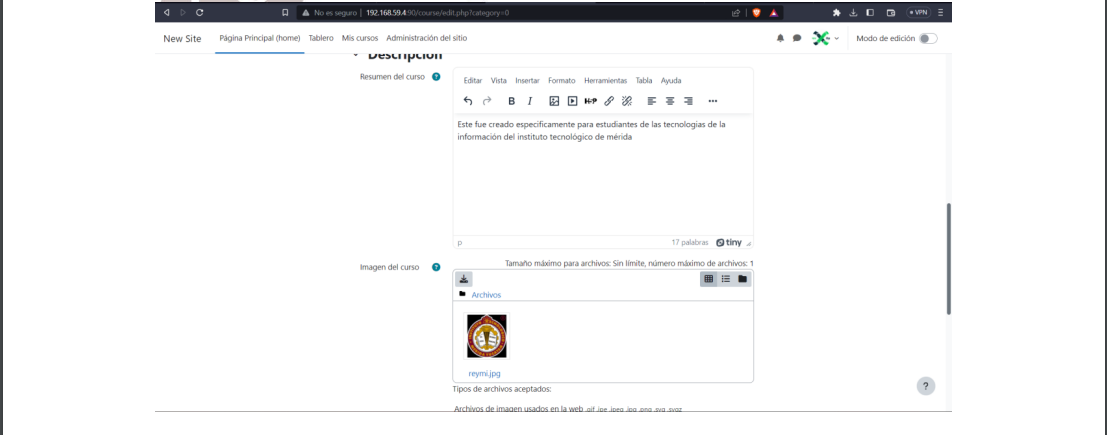 No es seguro | 192.168.59.4:90/course/edit.php?category=0
VPN
New Site Página Principal (home) Tablero Mis cursos Administración del sitio Modo de edición
Descripción
Resumen del curso
Editar Vista Insertar Formato Herramientas Tabla Ayuda
B I H-P ...
Este fue creado especificamente para estudiantes de las tecnologías de la
información del instituto tecnológico de mérida
p 17 palabras tiny
Imagen del curso
Tamaño máximo para archivos: Sin límite, número máximo de archivos: 1
Archivos
reymi.jpg
Tipos de archivos aceptados:
?
Archivos de imagen usados en la web .gif .jpe .jpeg .jpg .png .svg .svgz